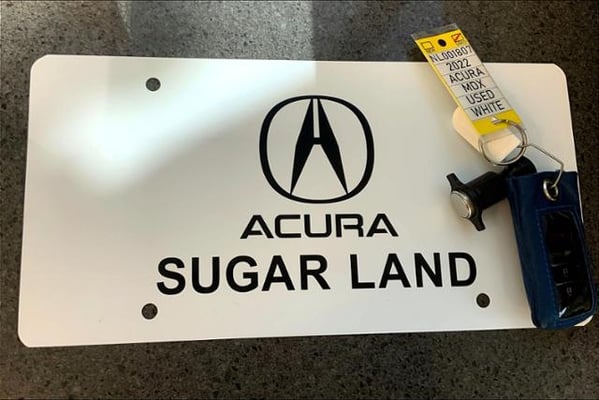 NL001807
2022
ACURA
MDX
USED
WHITE
ACURA
SUGAR LAND